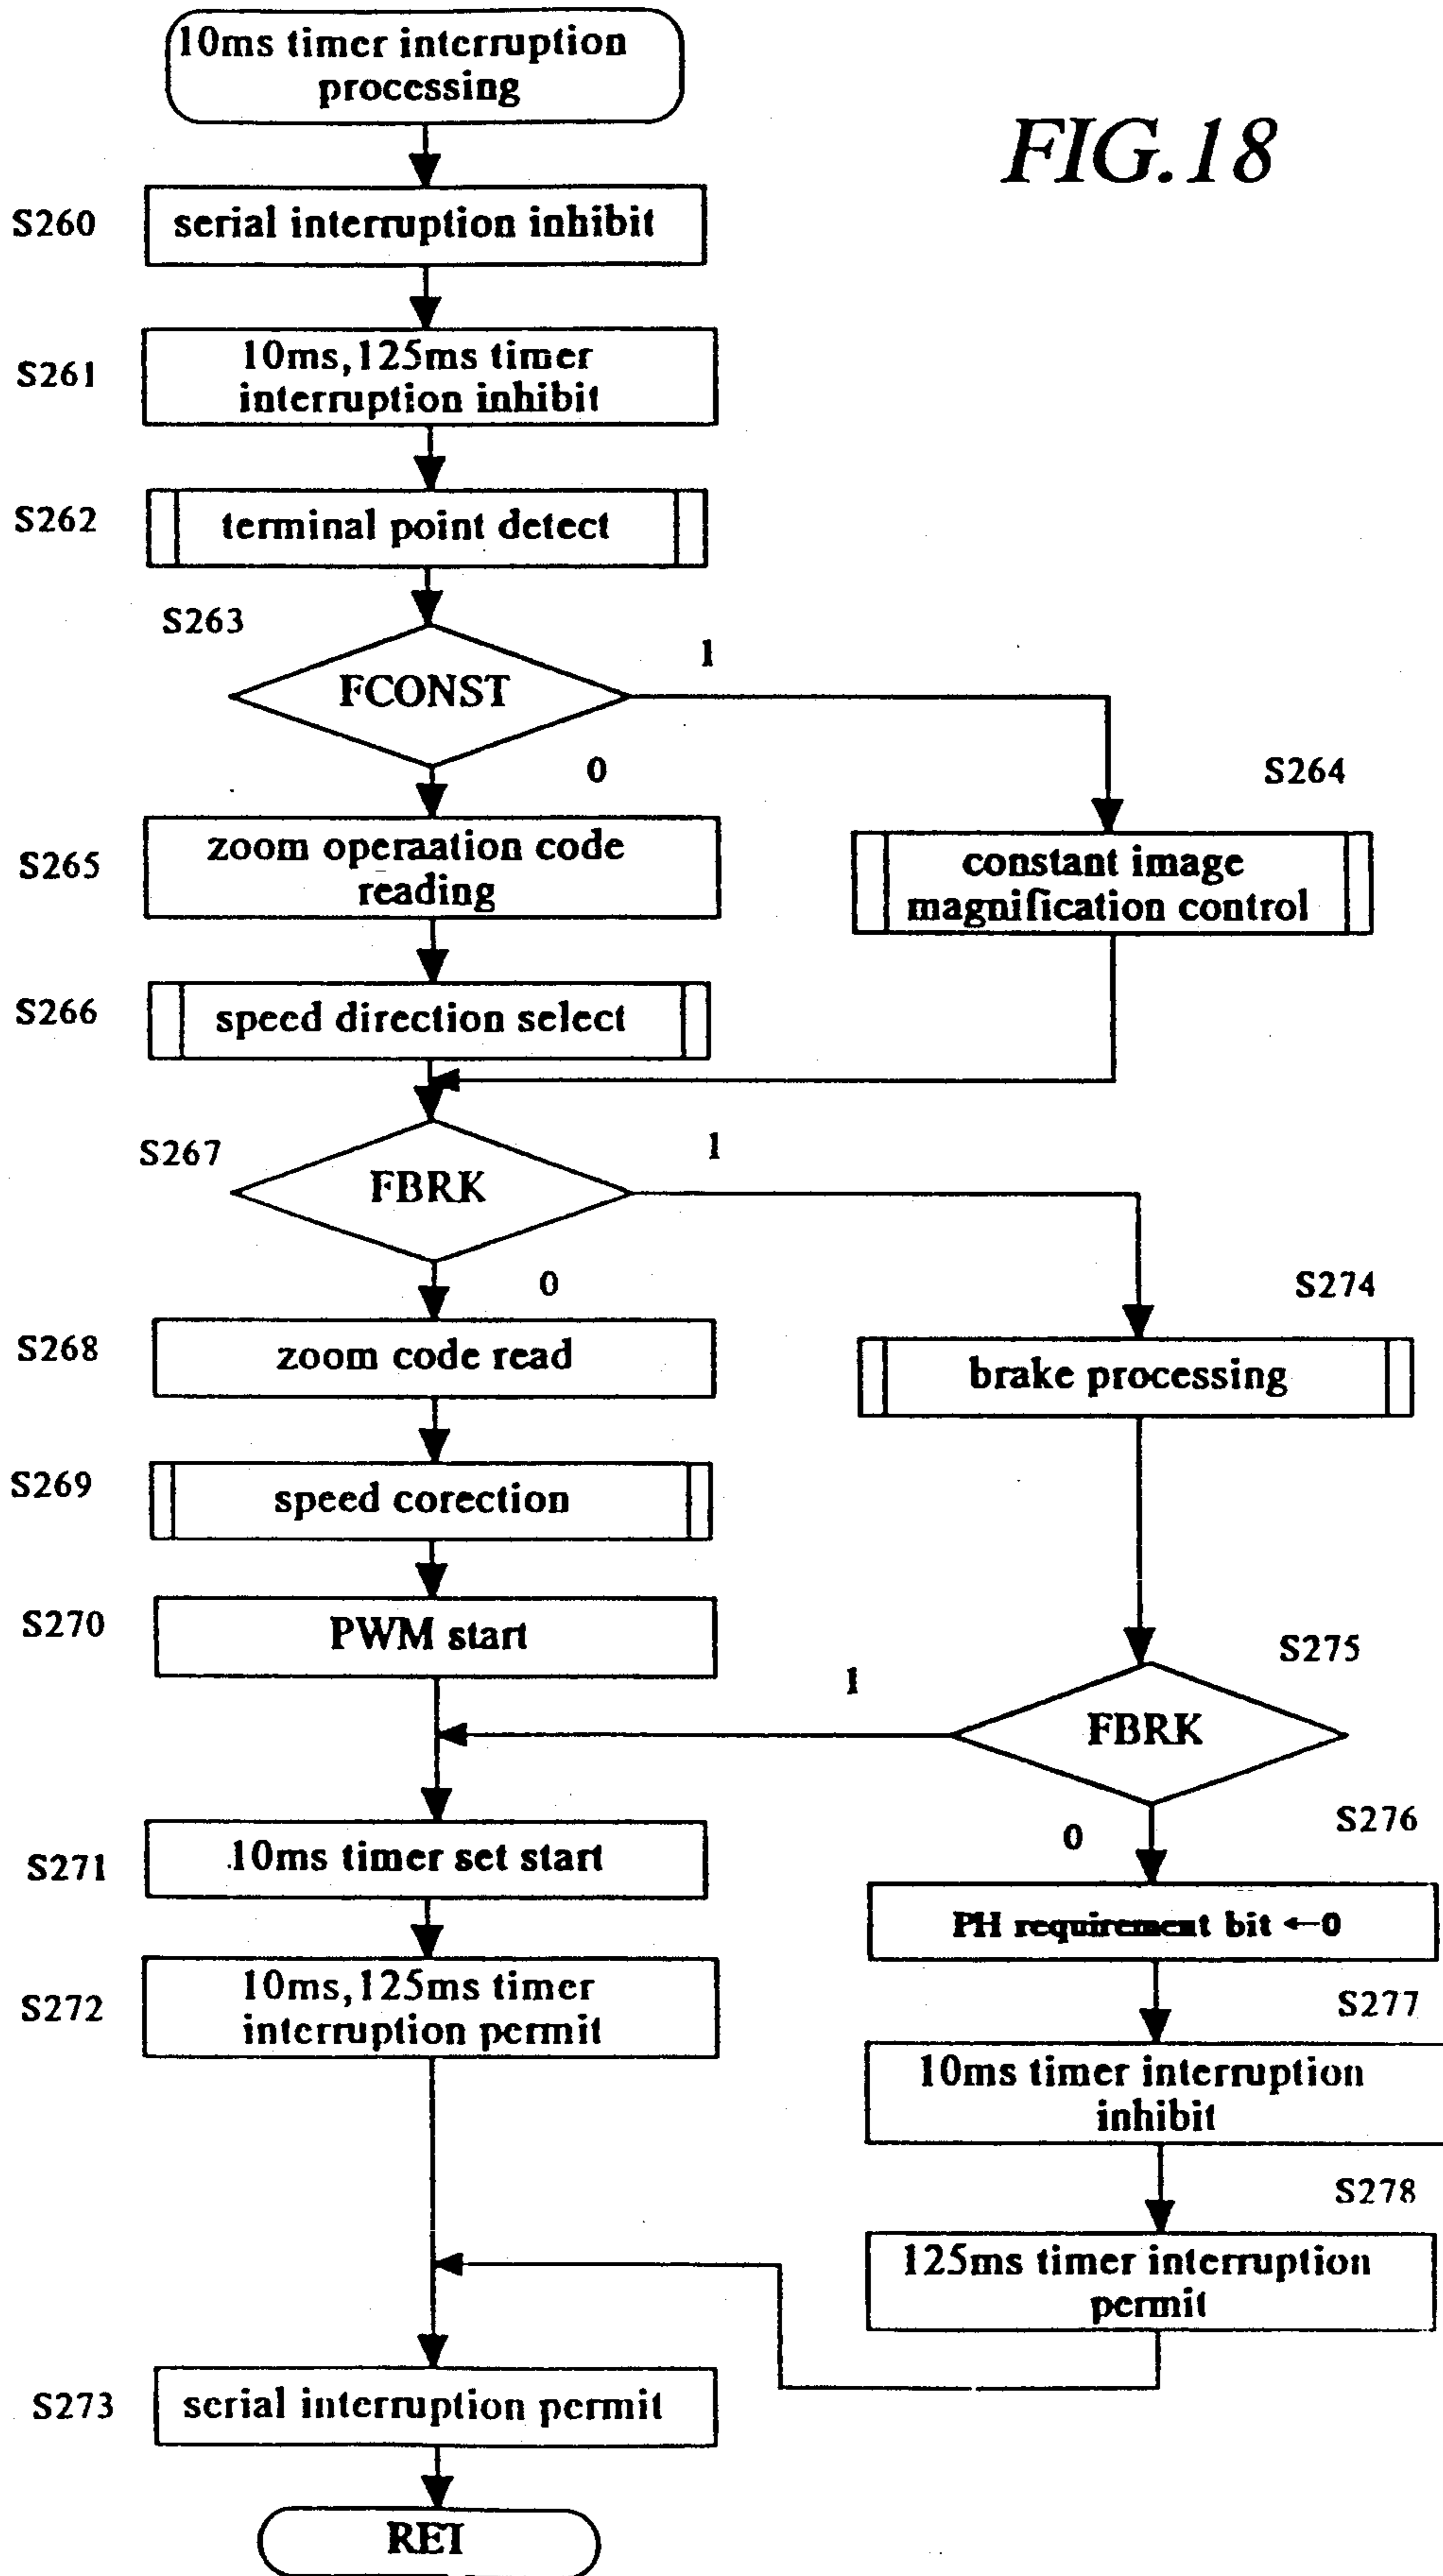 10ms timer interruption
processing
FIG.18
S260
serial interruption inhibit
S261
10ms,125ms timer
interruption inhibit
S262
terminal point detect
S263
FCONST
1
0
S264
constant image
magnification control
S265
zoom operaation code
reading
S266
speed direction select
S267
FBRK
1
0
S268
zoom code read
S274
brake processing
S269
speed corection
S270
PWM start
S275
FBRK
1
0
S271
10ms timer set start
S276
PH requirement bit ←0
S272
10ms,125ms timer
interruption permit
S277
10ms timer interruption
inhibit
S278
125ms timer interruption
permit
S273
serial interruption permit
RET